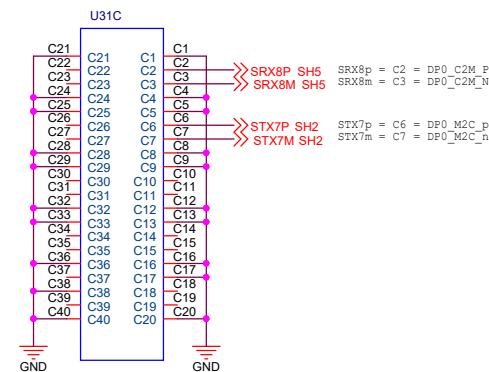 U31C
C21 C21 C1 C1
C22 C22 C2 C2 SRX8P SH5 SRX8p = C2 = DP0_C2M_P
C23 C23 C3 C3 SRX8M SH5 SRX8m = C3 = DP0_C2M_N
C24 C24 C4 C4
C25 C25 C5 C5
C26 C26 C6 C6 STX7P SH2 STX7p = C6 = DP0_M2C_p
C27 C27 C7 C7 STX7M SH2 STX7m = C7 = DP0_M2C_n
C28 C28 C8 C8
C29 C29 C9 C9
C30 C30 C10 C10
C31 C31 C11 C11
C32 C32 C12 C12
C33 C33 C13 C13
C34 C34 C14 C14
C35 C35 C15 C15
C36 C36 C16 C16
C37 C37 C17 C17
C38 C38 C18 C18
C39 C39 C19 C19
C40 C40 C20 C20
GND GND